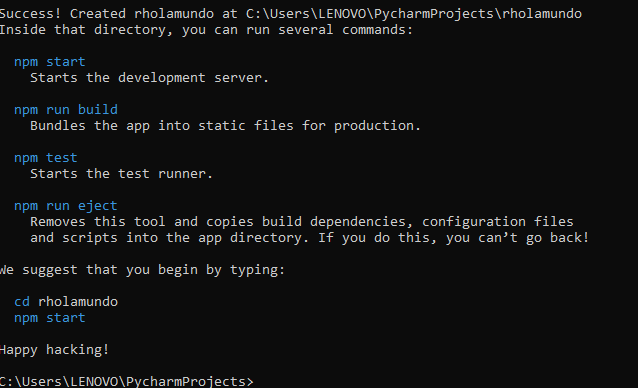 Success! Created rholamundo at C:\Users\LENOVO\PycharmProjects\rholamundo
Inside that directory, you can run several commands:
npm start
Starts the development server.
npm run build
Bundles the app into static files for production.
npm test
Starts the test runner.
npm run eject
Removes this tool and copies build dependencies, configuration files
and scripts into the app directory. If you do this, you can’t go back!
We suggest that you begin by typing:
cd rholamundo
npm start
Happy hacking!
C:\Users\LENOVO\PycharmProjects>